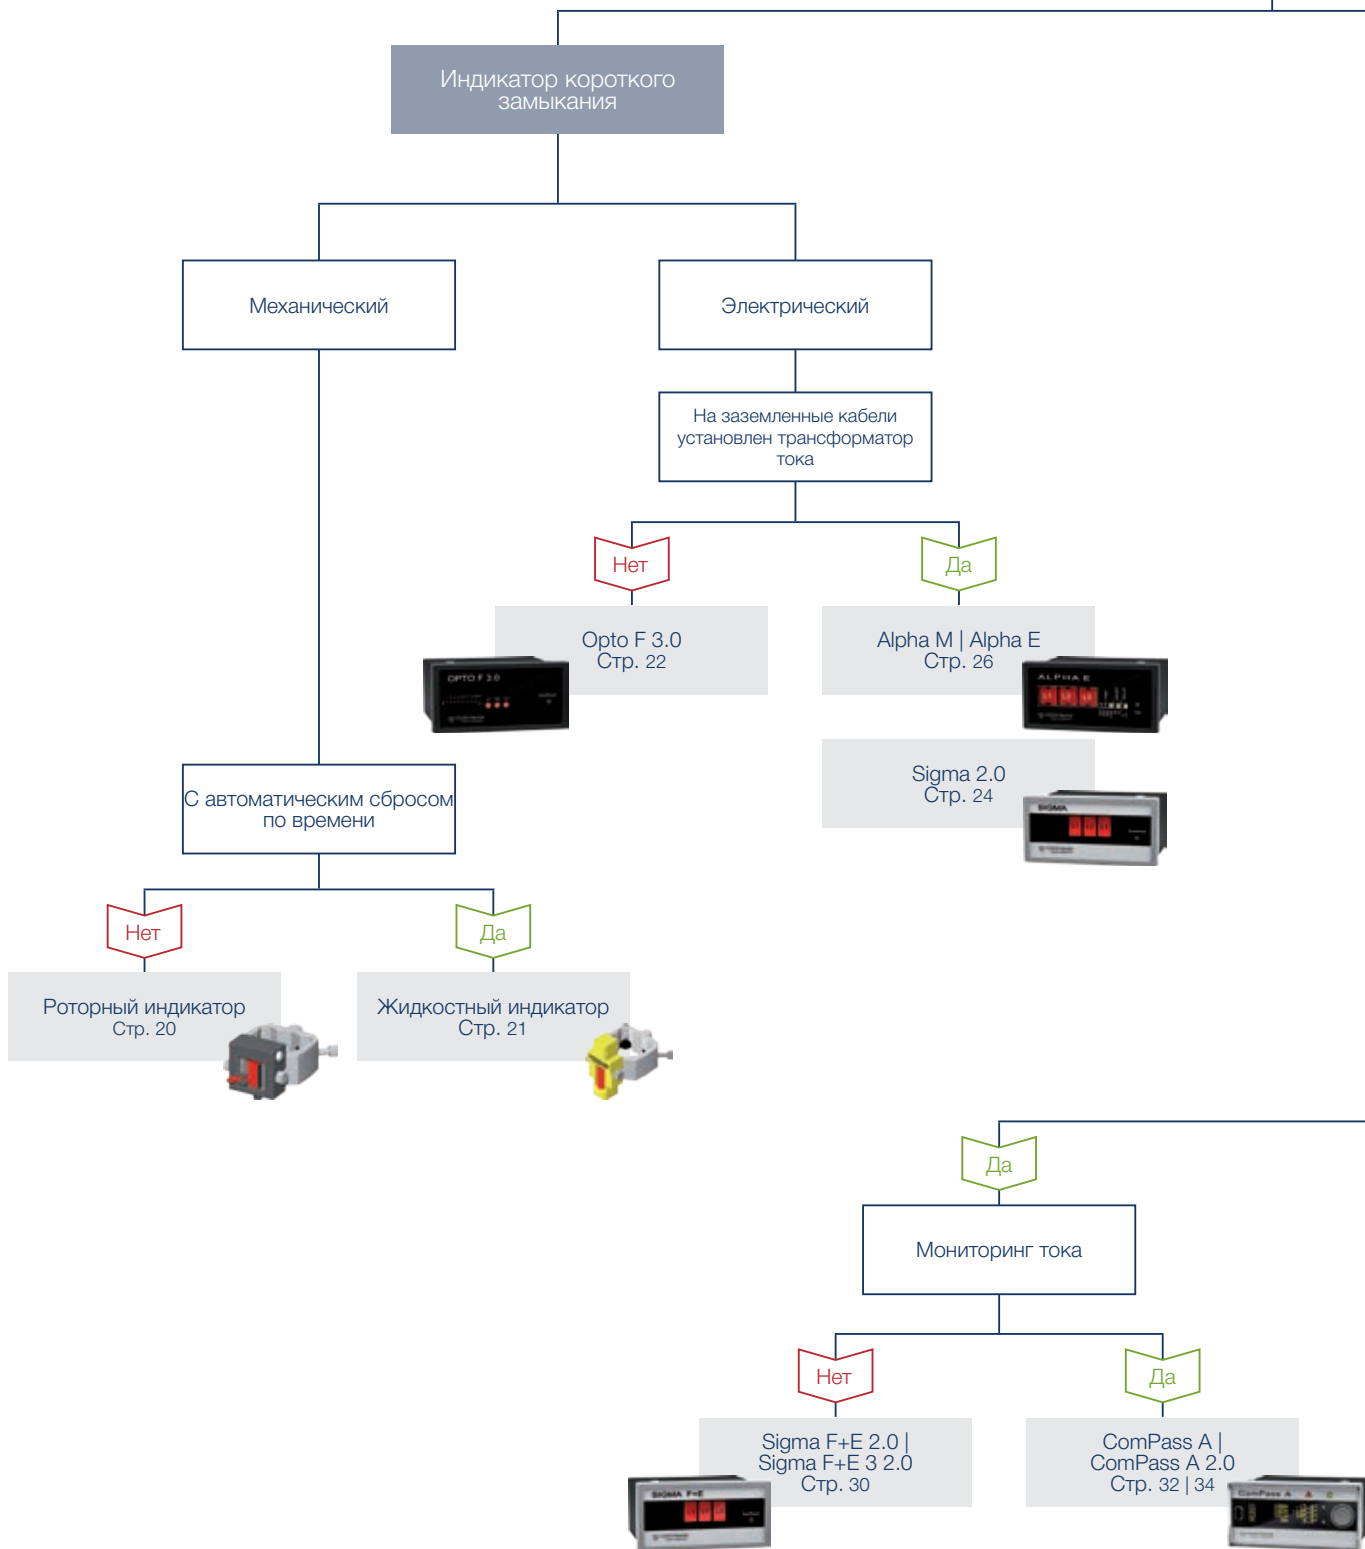 Индикатор короткого
замыкания
Механический
Электрический
На заземленные кабели
установлен трансформатор
тока
Нет
Да
Opto F 3.0
Стр. 22
Alpha M | Alpha E
Стр. 26
OPTO F 3.0
ALPHA E
L1 L2 L3
Sigma 2.0
Стр. 24
SIGMA
С автоматическим сбросом
по времени
Нет
Да
Роторный индикатор
Стр. 20
Жидкостный индикатор
Стр. 21
Да
Мониторинг тока
Нет
Да
Sigma F+E 2.0 |
Sigma F+E 3 2.0
Стр. 30
ComPass A |
ComPass A 2.0
Стр. 32 | 34
SIGMA F+E
ComPass A